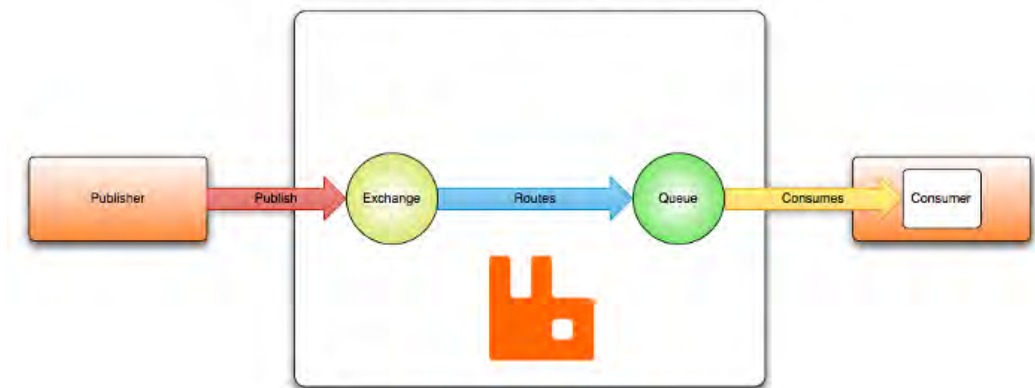 Publisher
Publish
Exchange
Routes
Queue
Consumes
Consumer